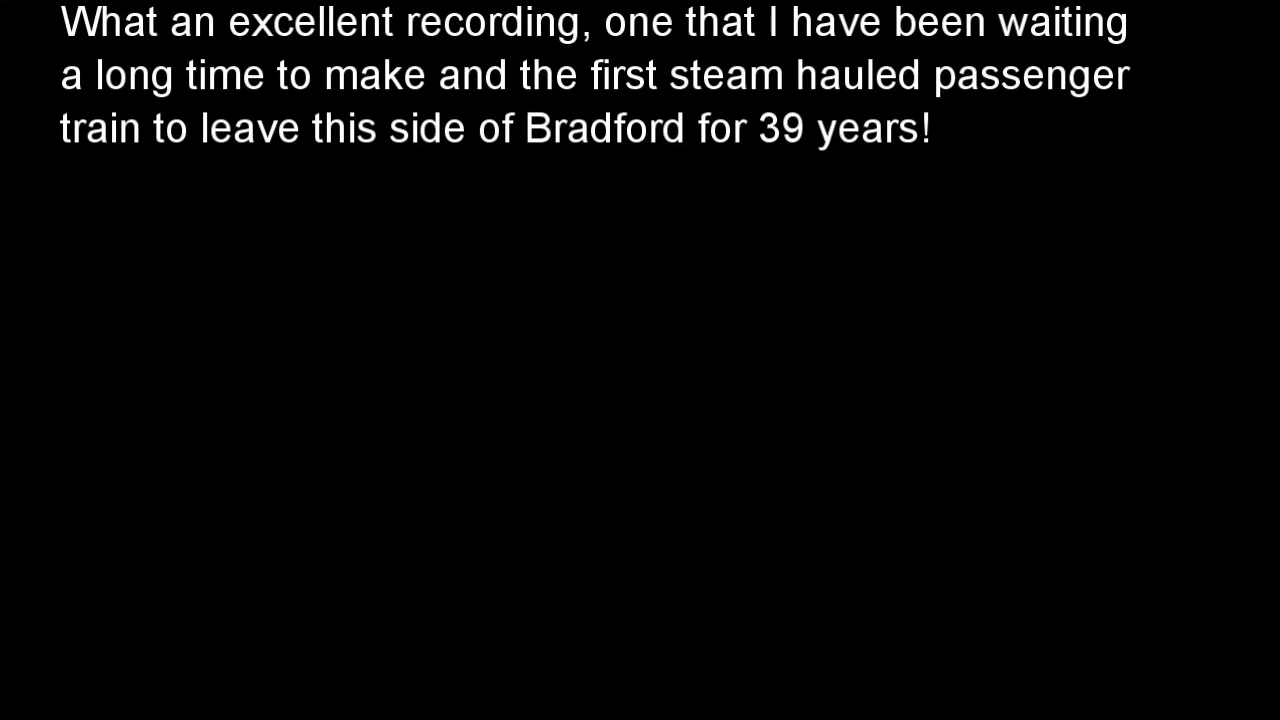 What an excellent recording, one that I have been waiting
a long time to make and the first steam hauled passenger
train to leave this side of Bradford for 39 years!